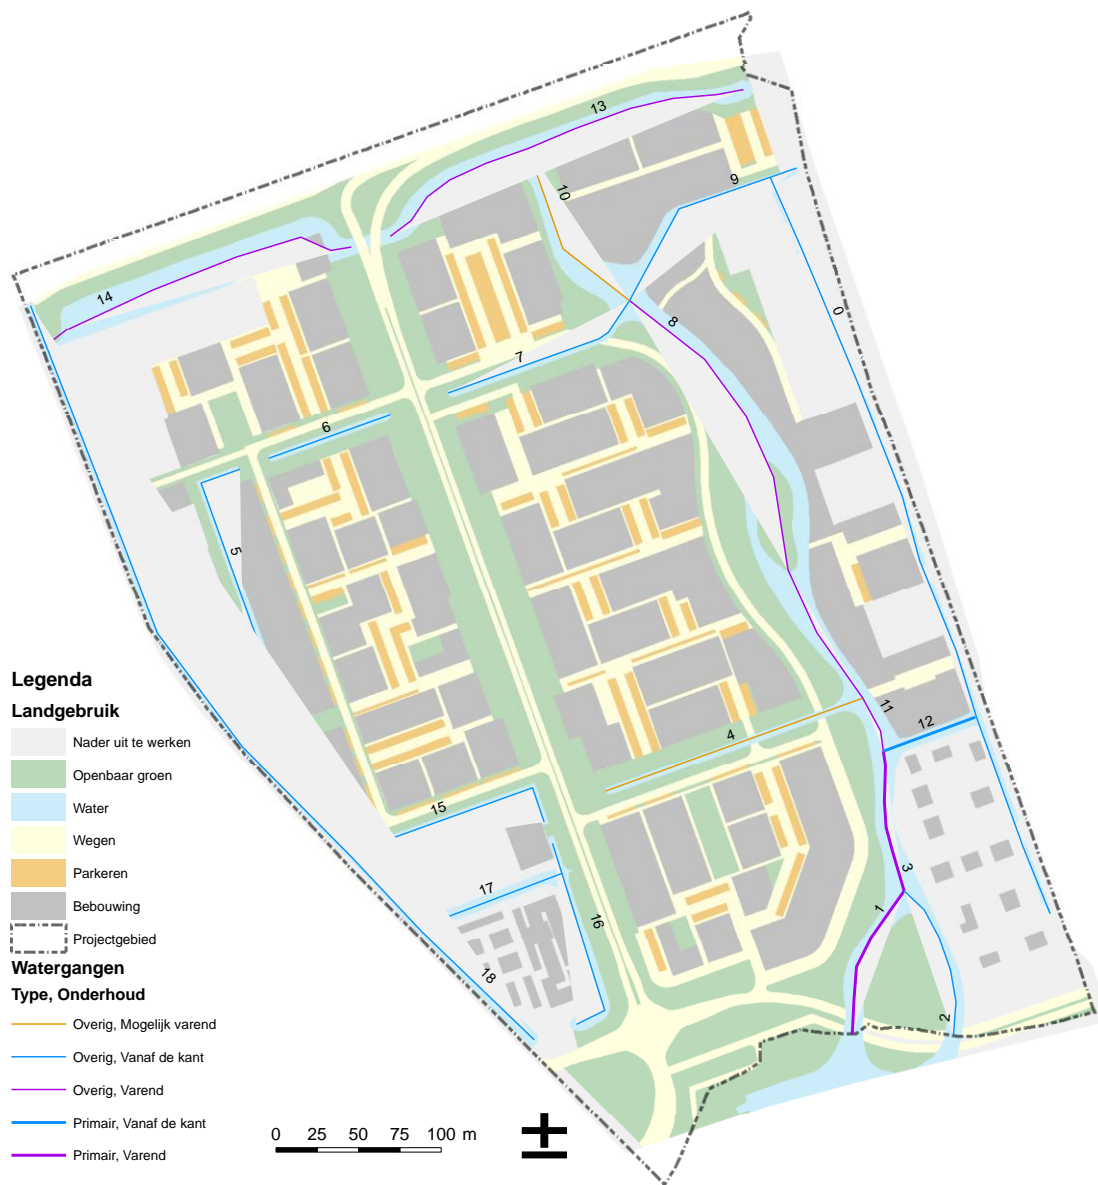 13
10
9
14
0
8
7
6
5
11
12
4
15
3
17
1
16
18
2
Legenda
Landgebruik
Nader uit te werken
Openbaar groen
Water
Wegen
Parkeren
Bebouwing
Projectgebied
Watergangen
Type, Onderhoud
Overig, Mogelijk varend
Overig, Vanaf de kant
Overig, Varend
Primair, Vanaf de kant
Primair, Varend
0 25 50 75 100 m